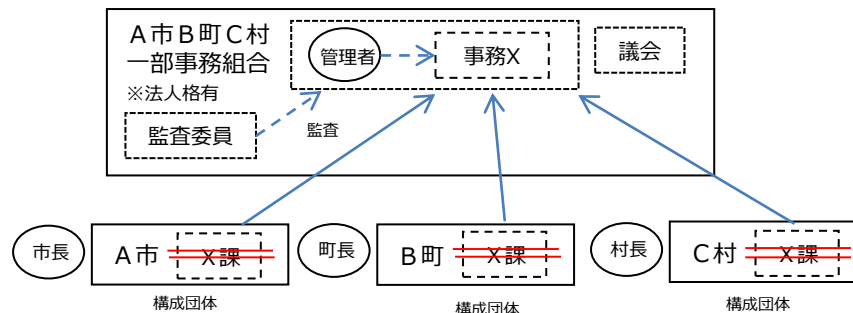 A市B町C村
一部事務組合
※法人格有
管理者
事務X
議会
監査委員
監査
市長
A市
X課
町長
B町
X課
村長
C村
X課
構成団体
構成団体
構成団体